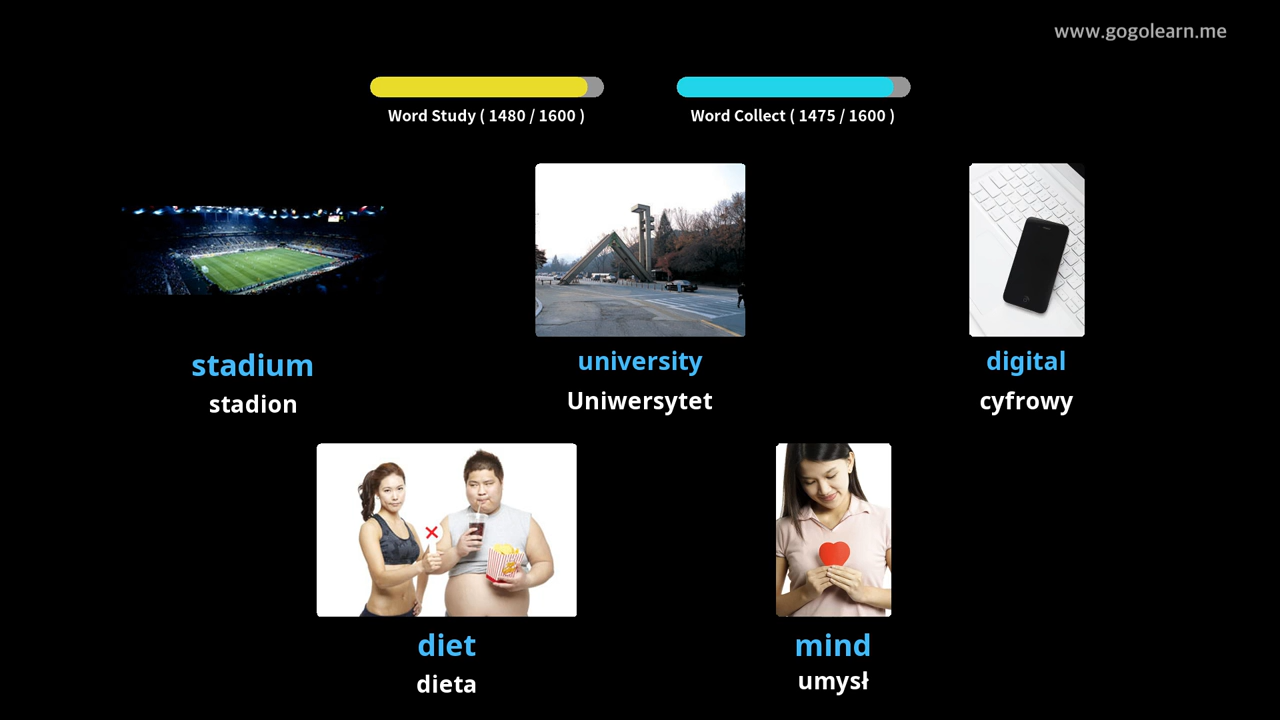 www.gogolearn.me
Word Study ( 1480 / 1600 )
Word Collect ( 1475 / 1600 )
stadium
stadion
university
Uniwersytet
digital
cyfrowy
diet
dieta
mind
umysł